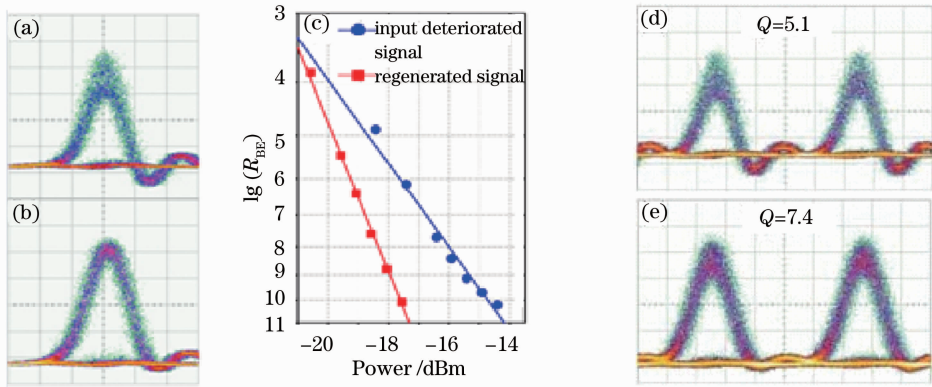 (a)
(b)
(c)
input deteriorated
signal
regenerated signal
3
4
5
6
7
8
9
10
11
lg (R_BE)
−20
−18
−16
−14
Power /dBm
(d)
Q=5.1
(e)
Q=7.4